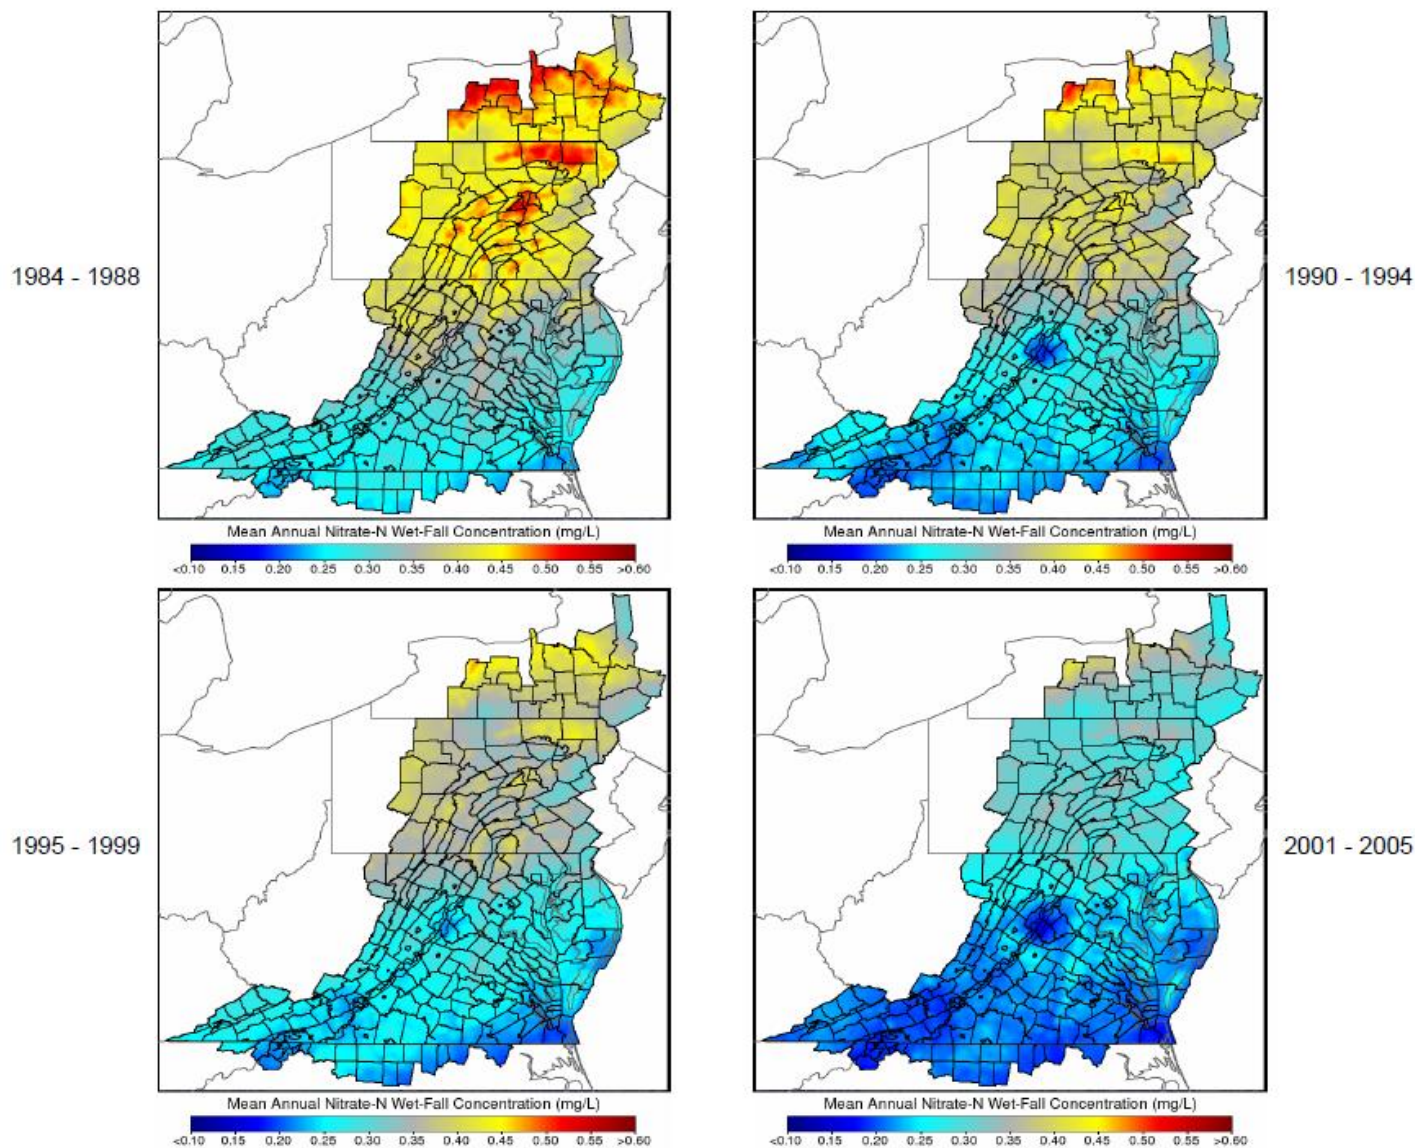 1984 - 1988
1990 - 1994
Mean Annual Nitrate-N Wet-Fall Concentration (mg/L)
<0.10 0.15 0.20 0.25 0.30 0.35 0.40 0.45 0.50 0.55 >0.60
Mean Annual Nitrate-N Wet-Fall Concentration (mg/L)
<0.10 0.15 0.20 0.25 0.30 0.35 0.40 0.45 0.50 0.55 >0.60
1995 - 1999
2001 - 2005
Mean Annual Nitrate-N Wet-Fall Concentration (mg/L)
<0.10 0.15 0.20 0.25 0.30 0.35 0.40 0.45 0.50 0.55 >0.60
Mean Annual Nitrate-N Wet-Fall Concentration (mg/L)
<0.10 0.15 0.20 0.25 0.30 0.35 0.40 0.45 0.50 0.55 >0.60